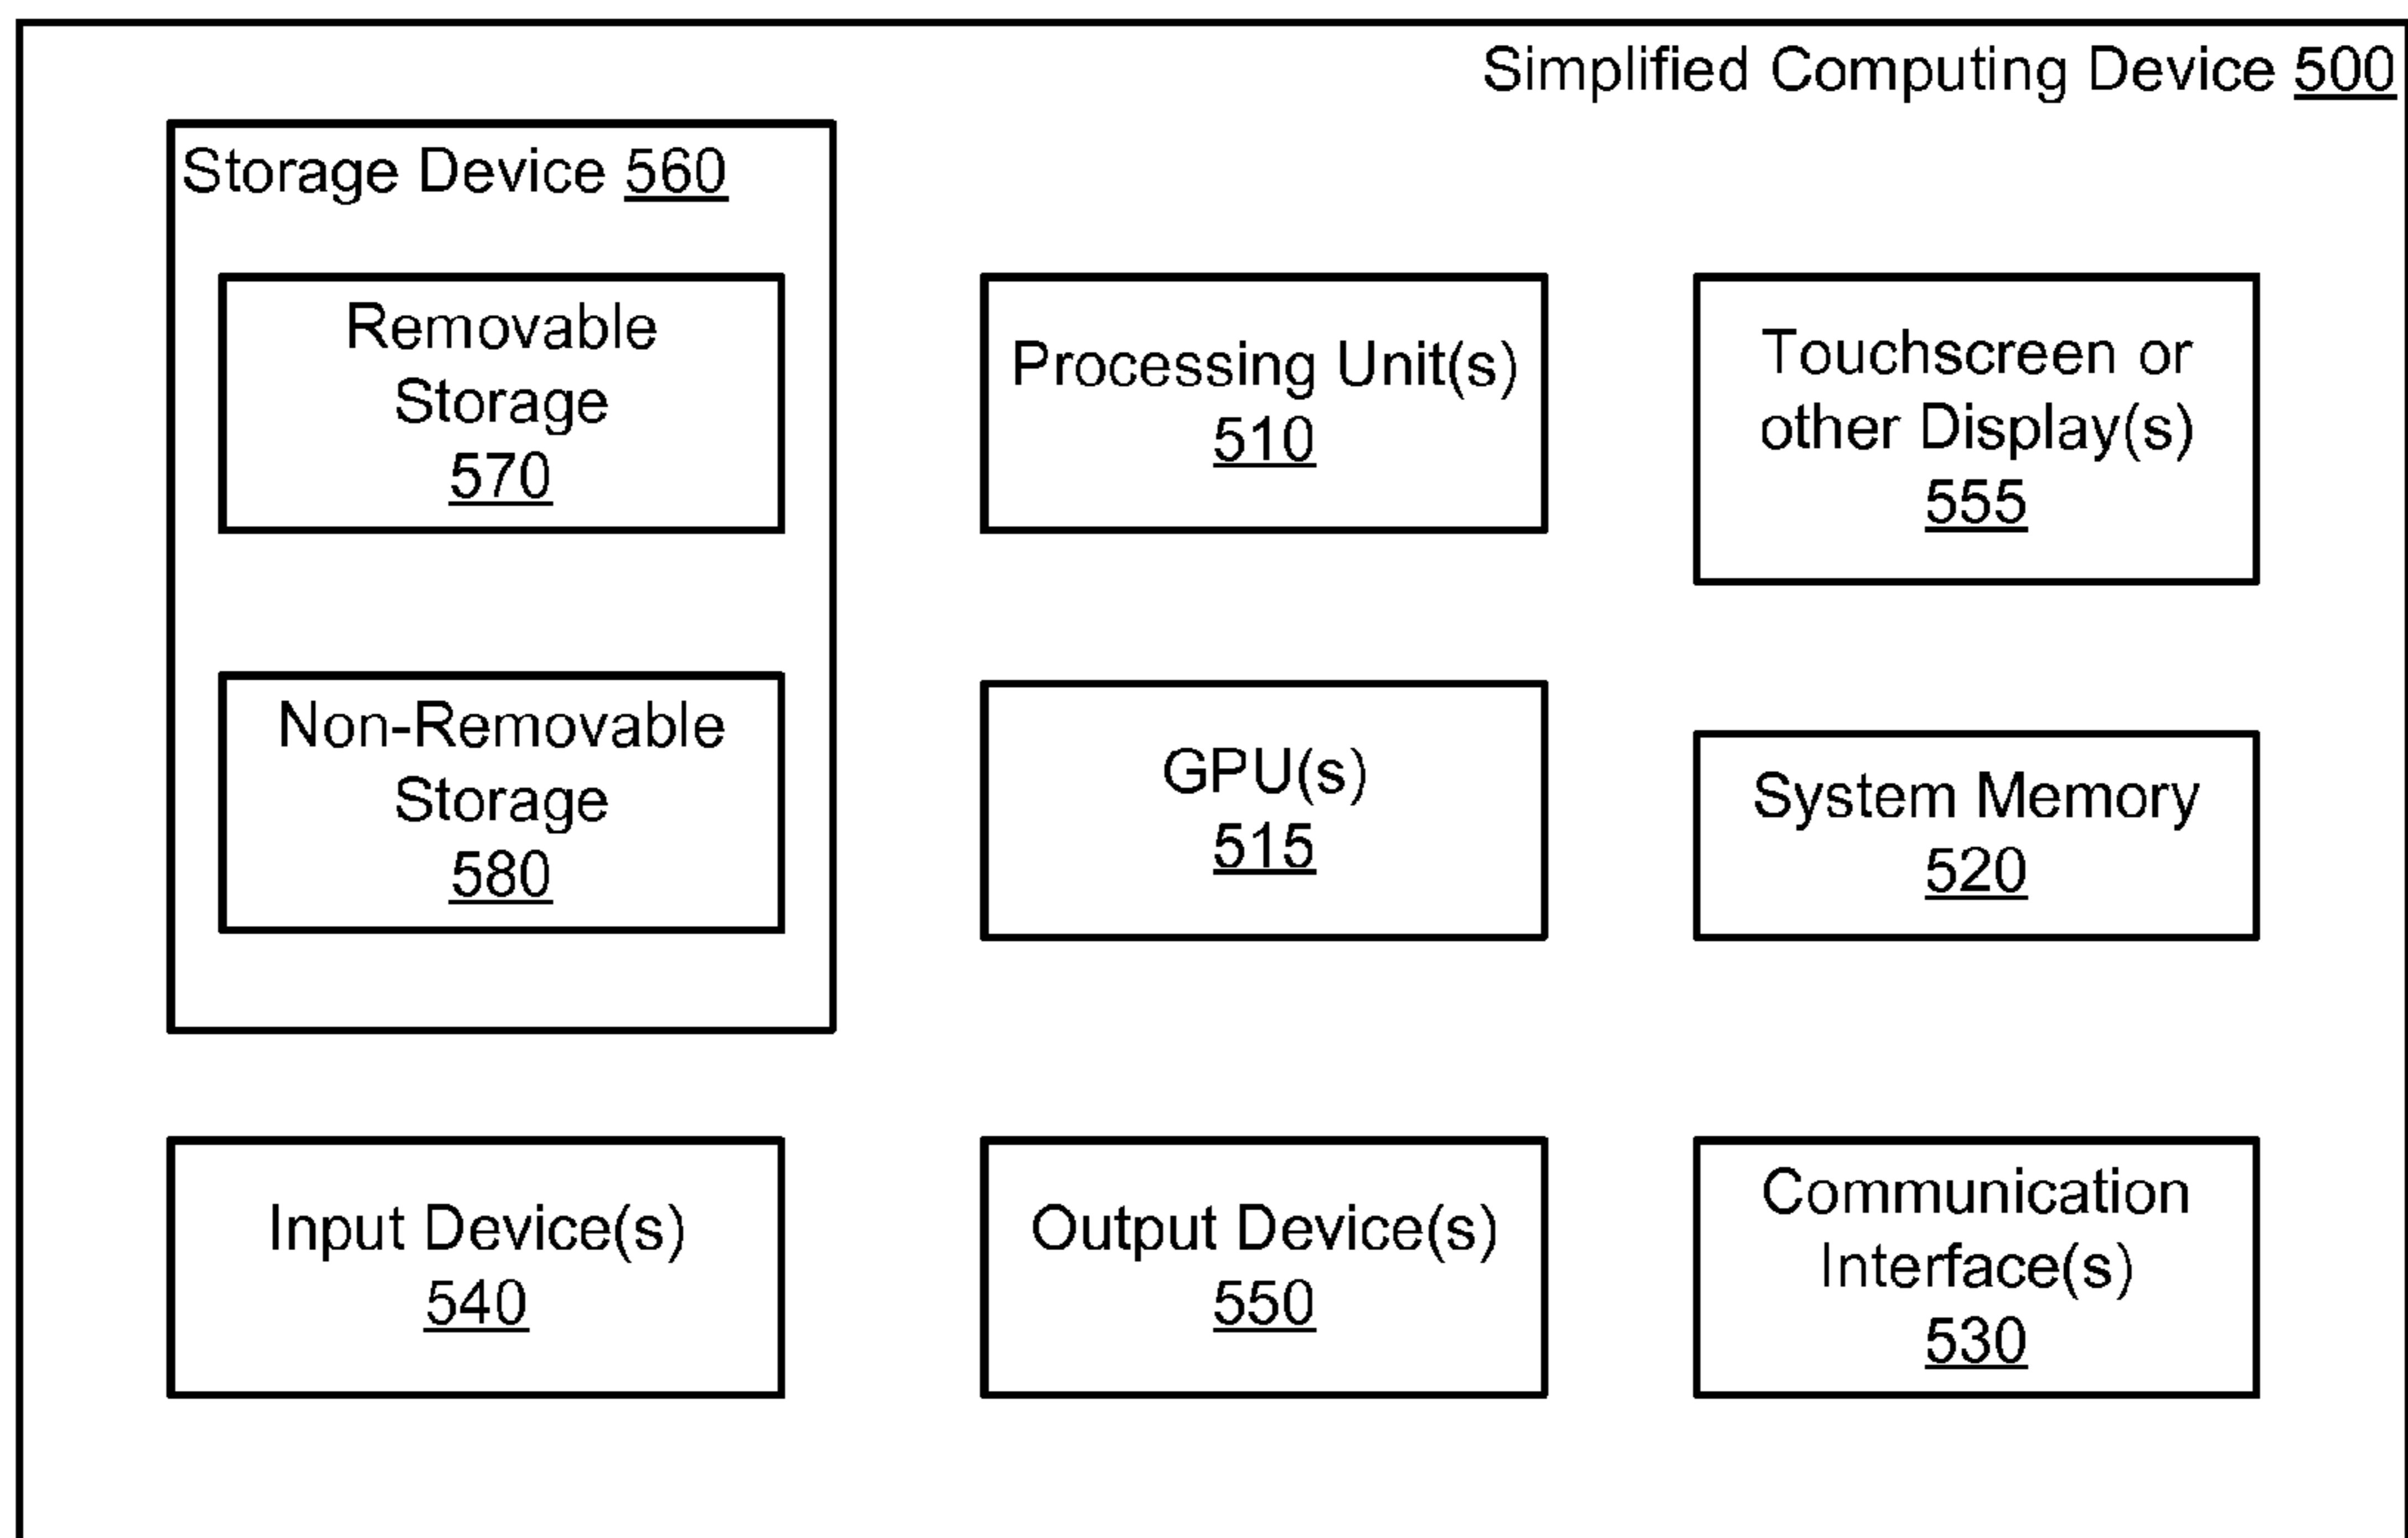 Simplified Computing Device 500
Storage Device 560
Removable
Storage
570
Processing Unit(s)
510
Touchscreen or
other Display(s)
555
Non-Removable
Storage
580
GPU(s)
515
System Memory
520
Input Device(s)
540
Output Device(s)
550
Communication
Interface(s)
530